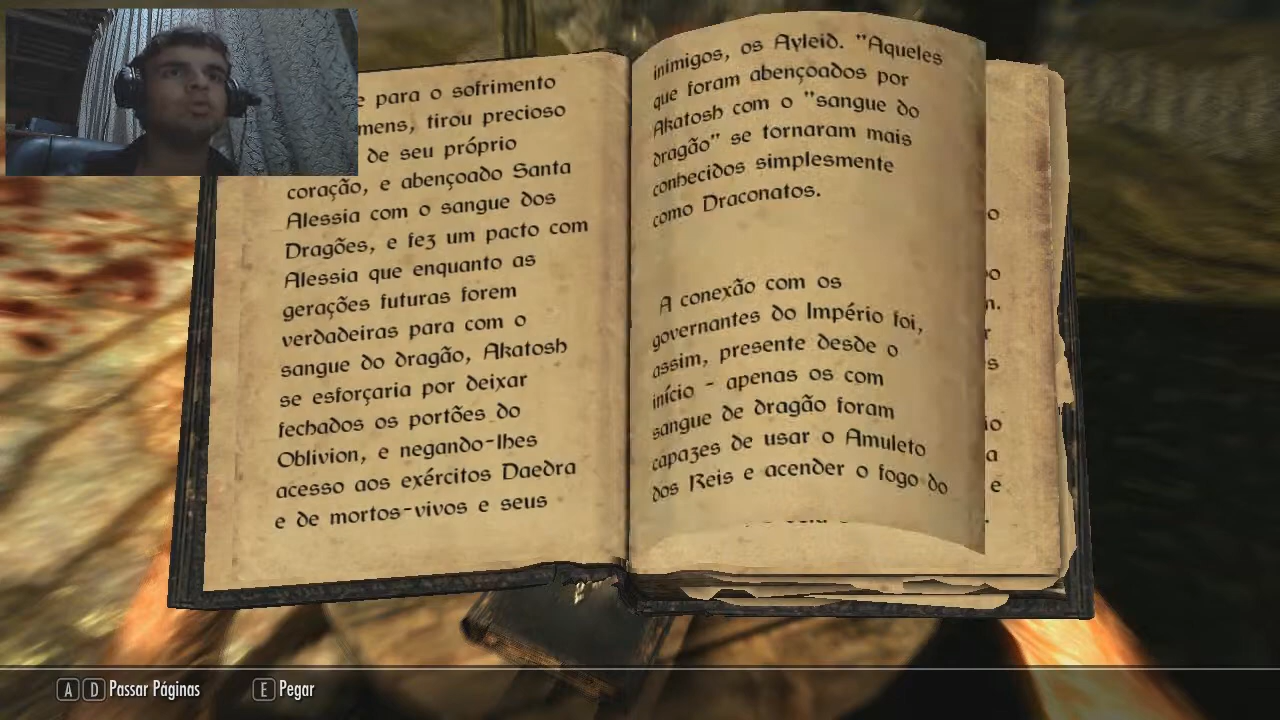 e para o sofrimento
mens, tirou precioso
de seu próprio
coração, e abençoado Santa
Alessia com o sangue dos
Dragões, e fez um pacto com
Alessia que enquanto as
gerações futuras forem
verdadeiras para com o
sangue do dragão, Akatosh
se esforçaria por deixar
fechados os portões do
Oblivion, e negando-lhes
acesso aos exércitos Daedra
e de mortos-vivos e seus
inimigos, os Ayleid. "Aqueles
que foram abençoados por
Akatosh com o "sangue do
dragão" se tornaram mais
conhecidos simplesmente
como Draconatos.
A conexão com os
governantes do Império foi,
assim, presente desde o
início - apenas os com
sangue de dragão foram
capazes de usar o Amuleto
dos Reis e acender o fogo do
A D Passar Páginas
E Pegar